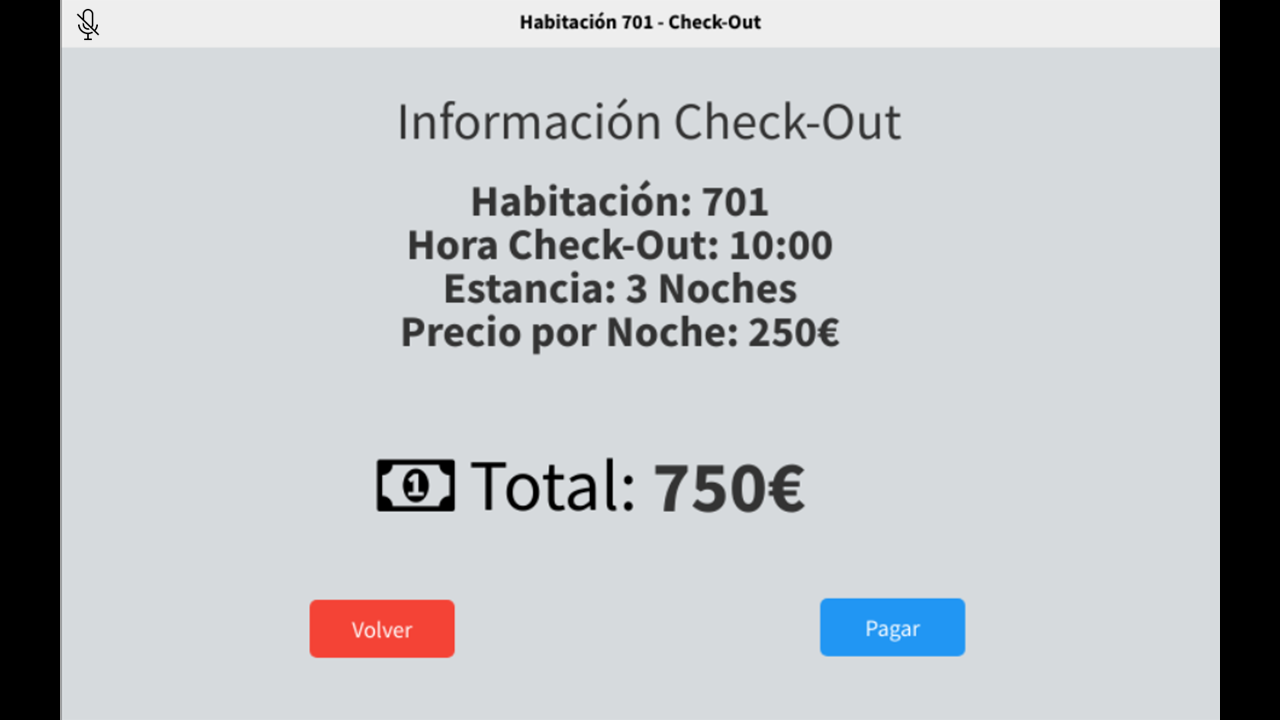 Habitación 701 - Check-Out
Información Check-Out
Habitación: 701
Hora Check-Out: 10:00
Estancia: 3 Noches
Precio por Noche: 250€
1 Total: 750€
Volver
Pagar